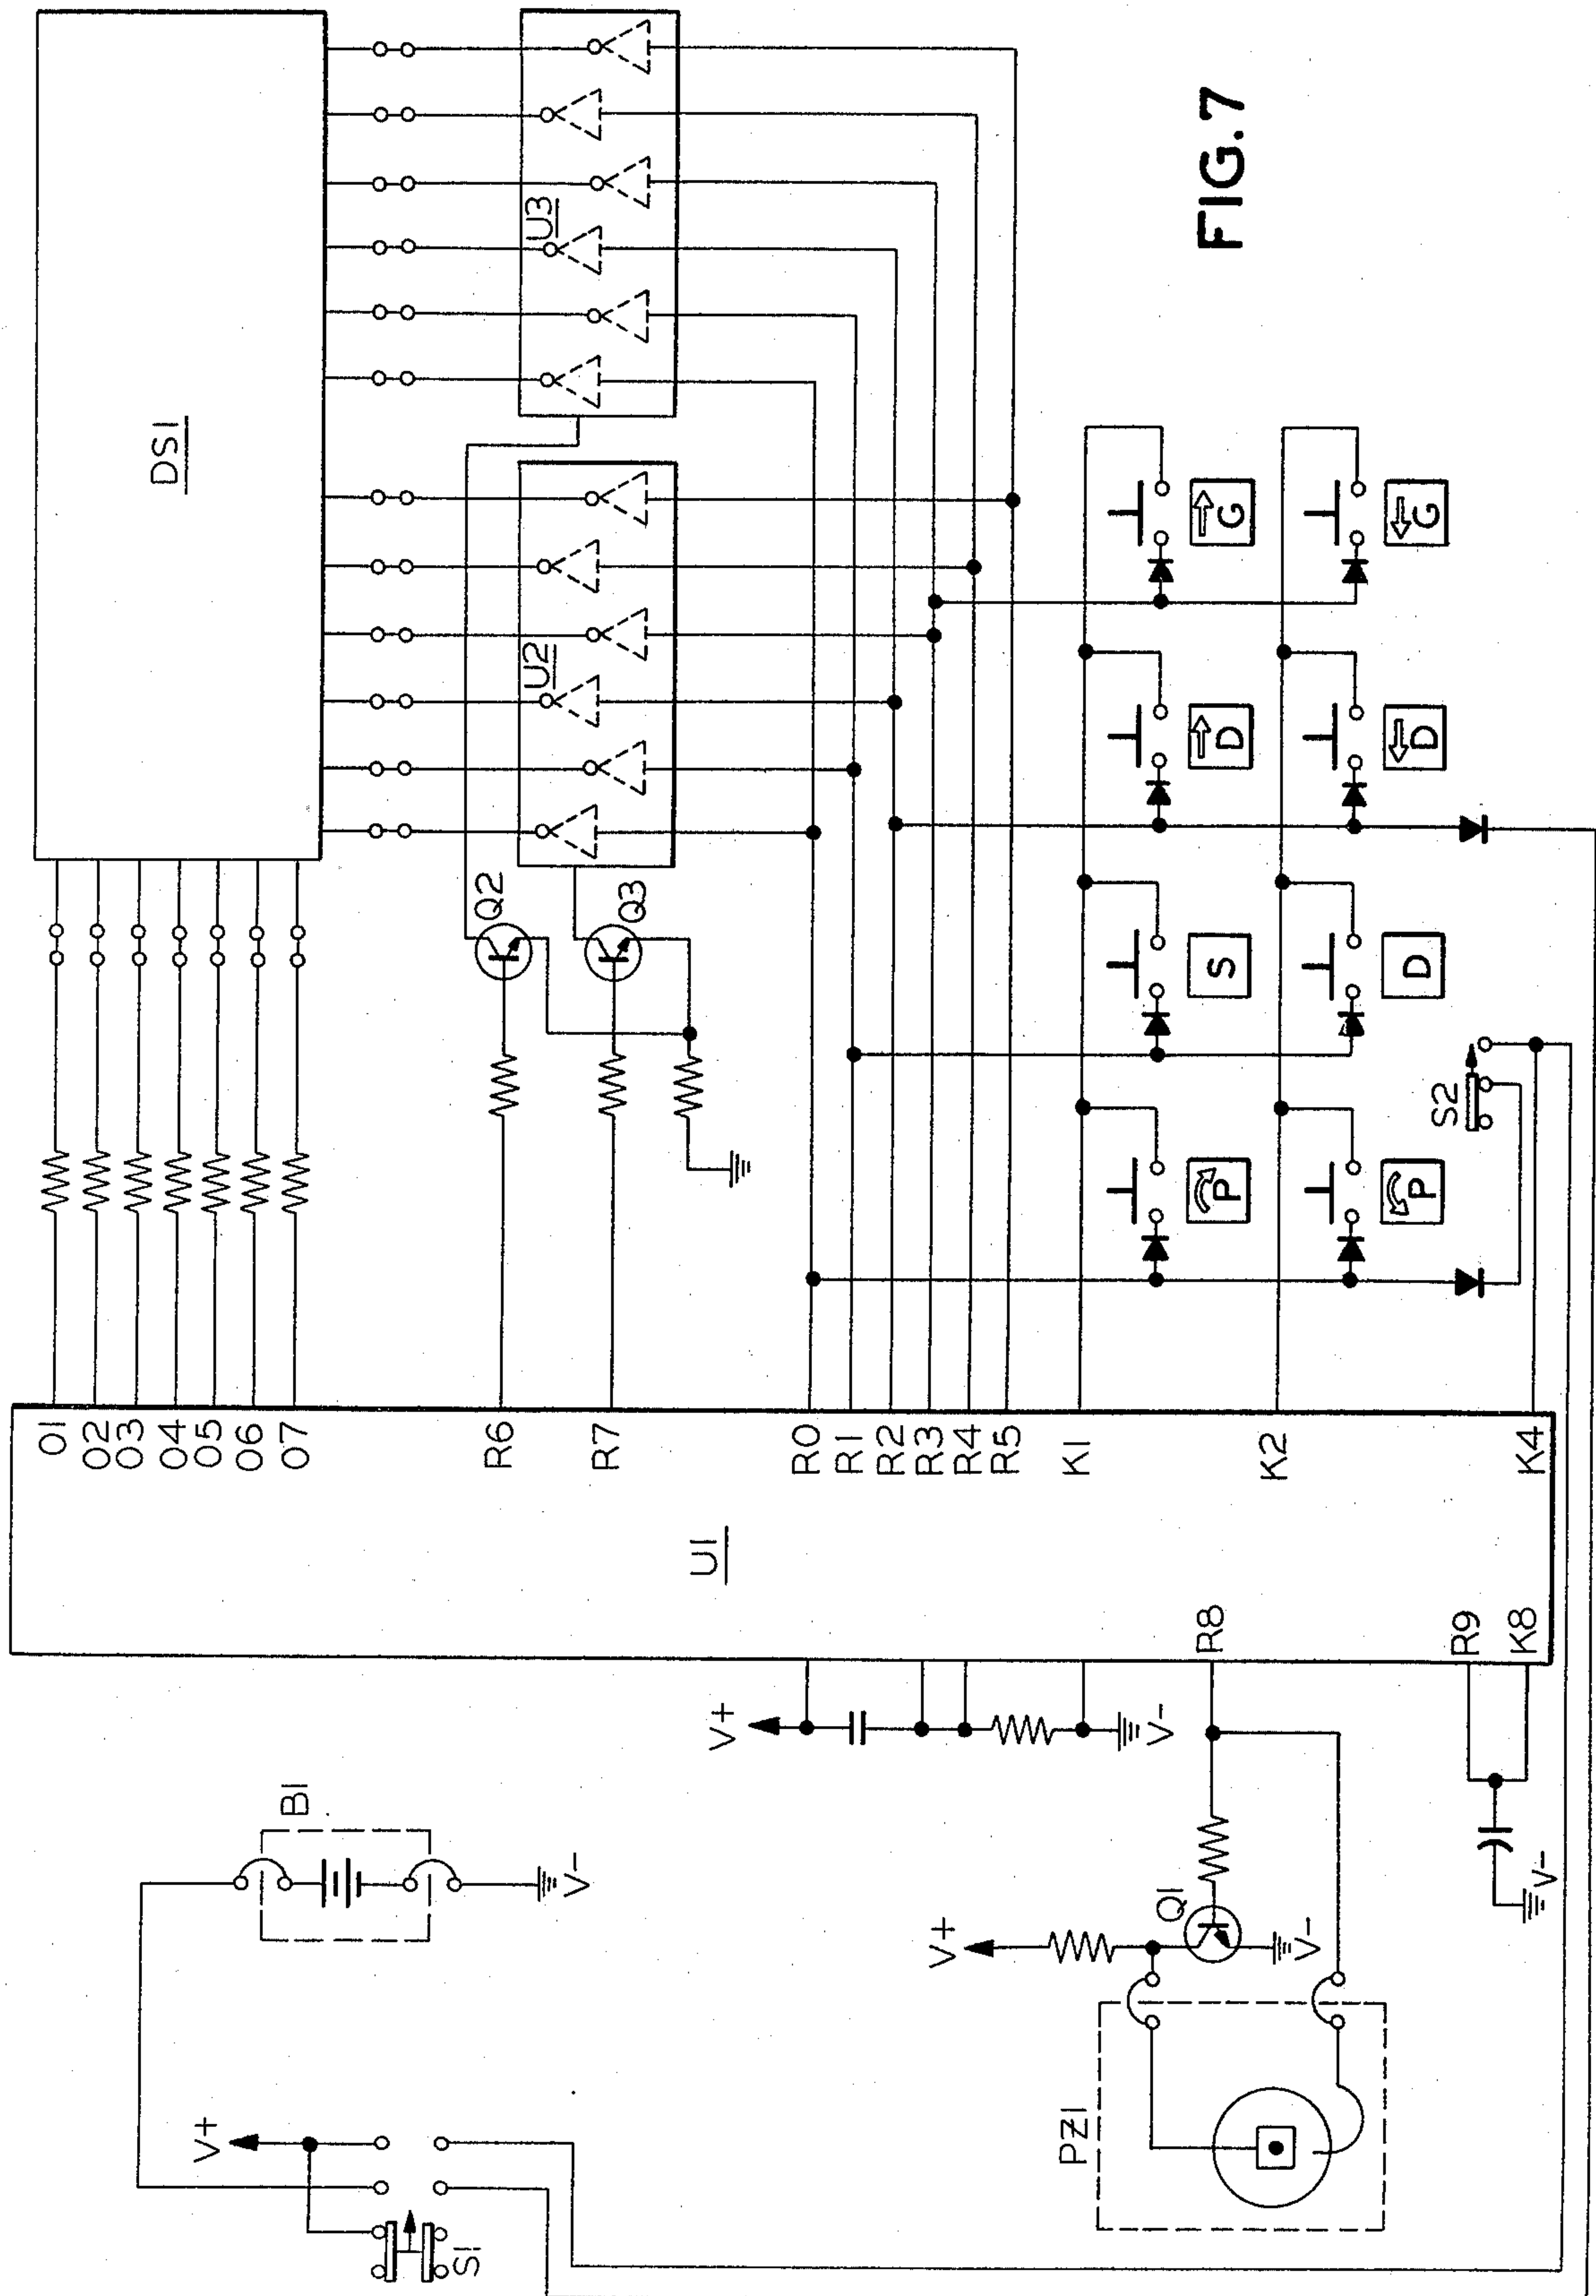 DS1
U3
U2
Q2
Q3
FIG.7
G
G
D
D
S
D
P
P
S2
O1
O2
O3
O4
O5
O6
O7
R6
R7
R0
R1
R2
R3
R4
R5
K1
K2
K4
U1
R8
R9
K8
V+
V-
B1
V-
V+
Q1
V-
V-
PZ1
V+
S1